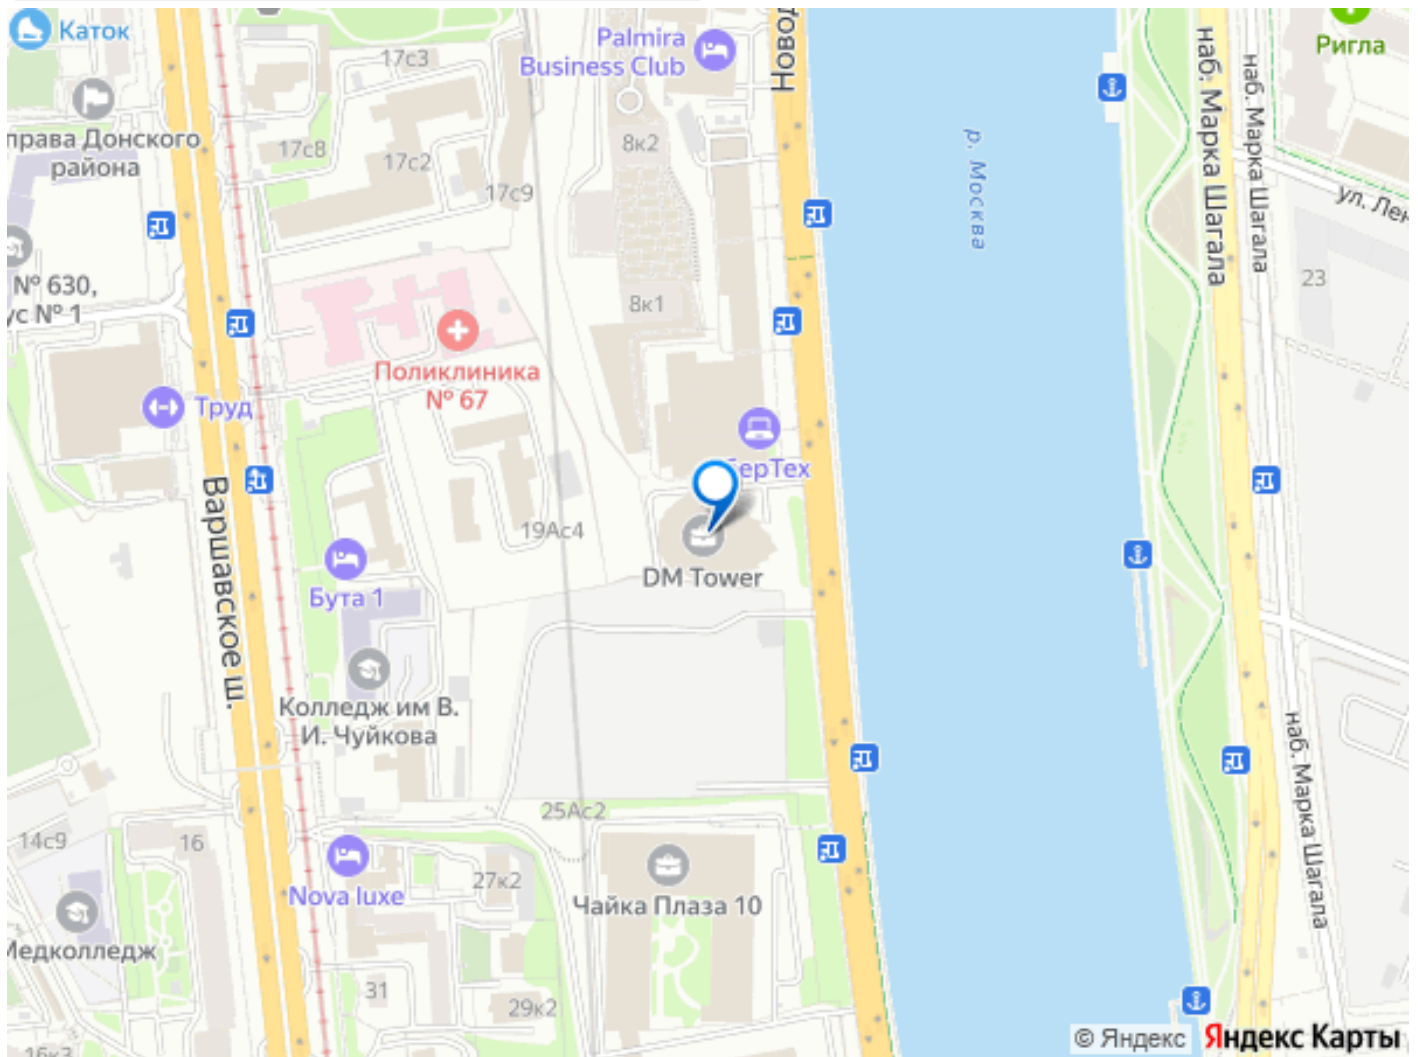 Каток
Palmira
Business Club
Новод
наб. Марка Шагала
наб. Марка Шагала
Ригла
17с3
права Донского
района
17с8
17с2
17с9
8к2
р. Москва
ул. Лен
№ 630,
ус № 1
8к1
23
Поликлиника
№ 67
Труд
берТех
Варшавское ш.
19Ас4
DM Tower
Бута 1
Колледж им В.
И. Чуйкова
наб. Марка Шагала
25Ас2
14с9
16
Nova luxe
27к2
Чайка Плаза 10
Медколледж
31
29к2
16к3
© Яндекс
Яндекс Карты